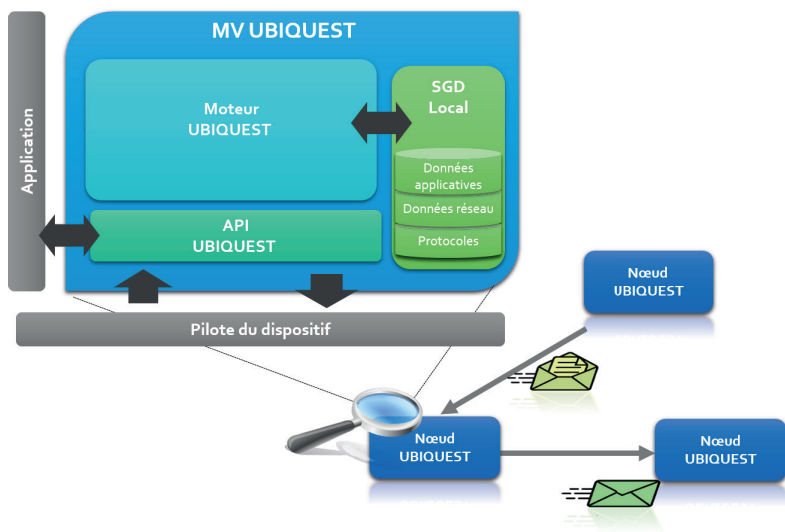 MV UBIQUEST
Application
Moteur
UBIQUEST
SGD
Local
Données
applicatives
Données réseau
Protocoles
API
UBIQUEST
Pilote du dispositif
Nœud
UBIQUEST
Nœud
UBIQUEST
Nœud
UBIQUEST